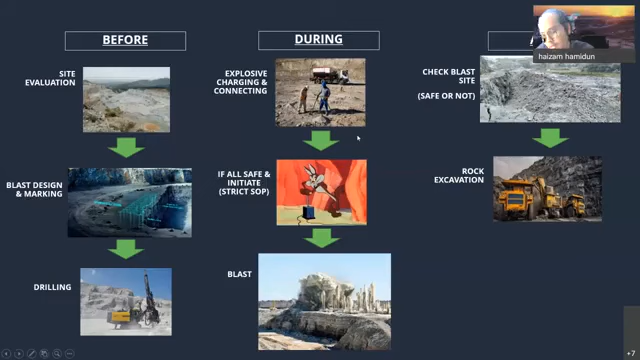 BEFORE
SITE
EVALUATION
BLAST DESIGN
& MARKING
DRILLING
DURING
EXPLOSIVE
CHARGING &
CONNECTING
IF ALL SAFE &
INITIATE
(STRICT SOP)
BLAST
CHECK BLAST
SITE
(SAFE OR NOT)
ROCK
EXCAVATION
haizam hamidun
+7